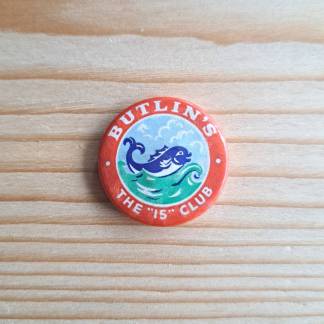 BUTLIN'S
THE "15" CLUB